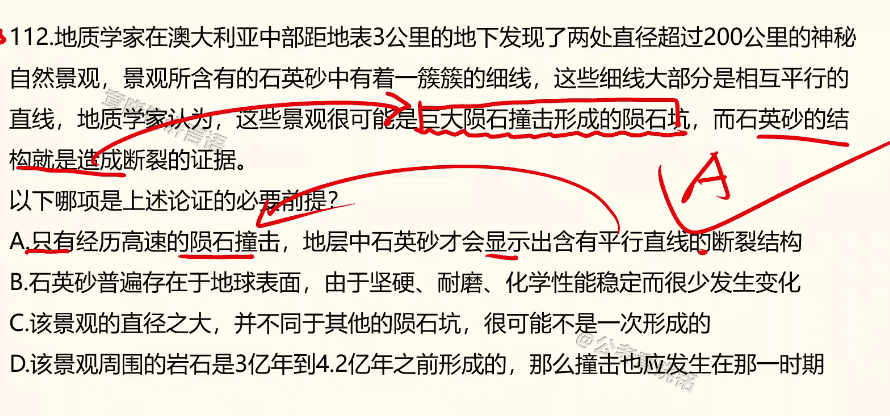 112.地质学家在澳大利亚中部距地表3公里的地下发现了两处直径超过200公里的神秘
自然景观，景观所含有的石英砂中有着一簇簇的细线，这些细线大部分是相互平行的
直线，地质学家认为，这些景观很可能是巨大陨石撞击形成的陨石坑，而石英砂的结
构就是造成断裂的证据。
以下哪项是上述论证的必要前提？
A
A.只有经历高速的陨石撞击，地层中石英砂才会显示出含有平行直线的断裂结构
B.石英砂普遍存在于地球表面，由于坚硬、耐磨、化学性能稳定而很少发生变化
C.该景观的直径之大，并不同于其他的陨石坑，很可能不是一次形成的
D.该景观周围的岩石是3亿年到4.2亿年之前形成的，那么撞击也应发生在那一时期